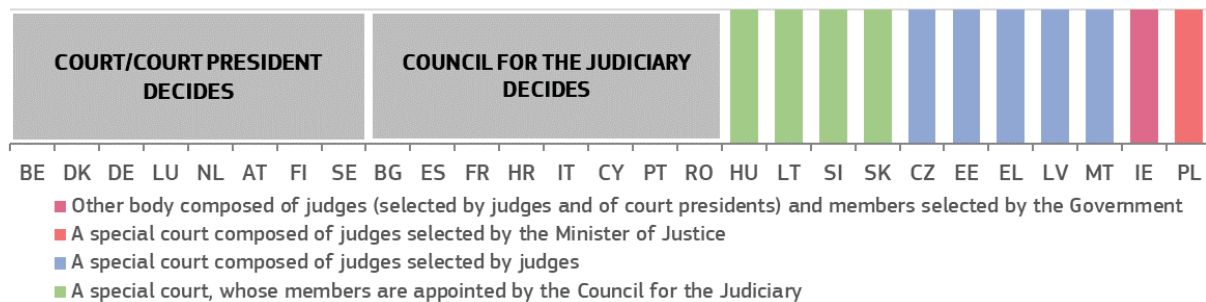 COURT/COURT PRESIDENT
DECIDES
COUNCIL FOR THE JUDICIARY
DECIDES
BE DK DE LU NL AT FI SE BG ES FR HR IT CY PT RO HU LT SI SK CZ EE EL LV MT IE PL
Other body composed of judges (selected by judges and of court presidents) and members selected by the Government
A special court composed of judges selected by the Minister of Justice
A special court composed of judges selected by judges
A special court, whose members are appointed by the Council for the Judiciary